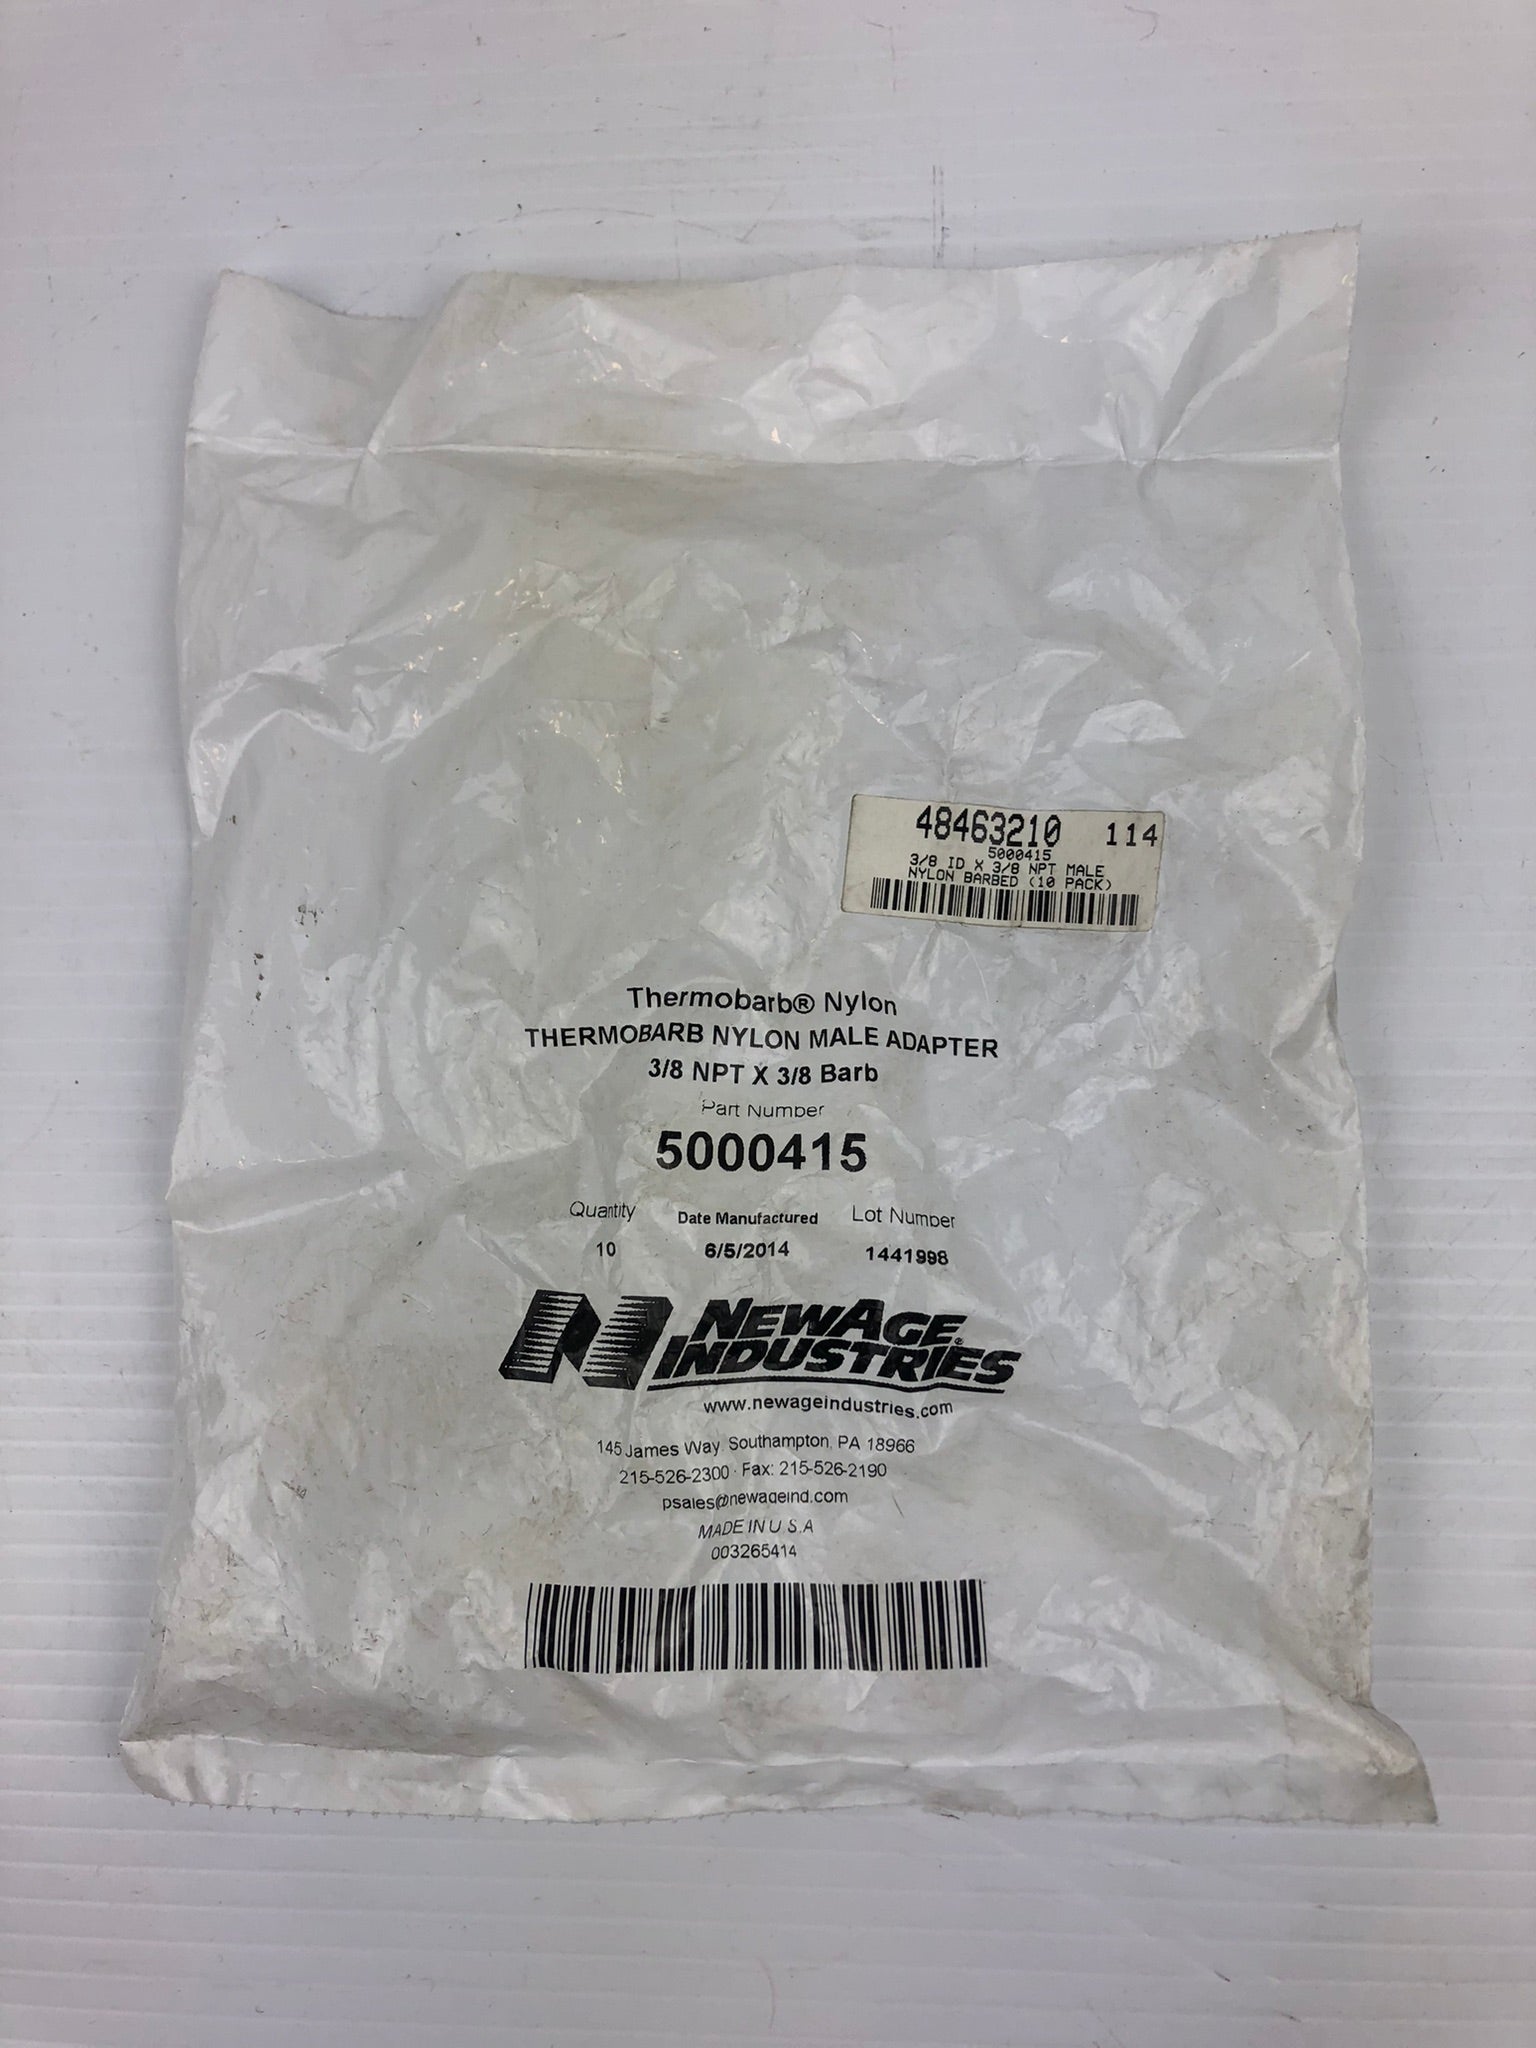 48463210 114
5000415
3/8 ID X 3/8 NPT MALE
NYLON BARBED (10 PACK)
Thermobarb® Nylon
THERMOBARB NYLON MALE ADAPTER
3/8 NPT X 3/8 Barb
Part Number
5000415
Quantity Date Manufactured Lot Number
10 6/5/2014 1441998
NEWAGE
INDUSTRIES®
www.newageindustries.com
145 James Way, Southampton, PA 18966
215-526-2300 · Fax: 215-526-2190
psales@newageind.com
MADE IN U.S.A
003265414